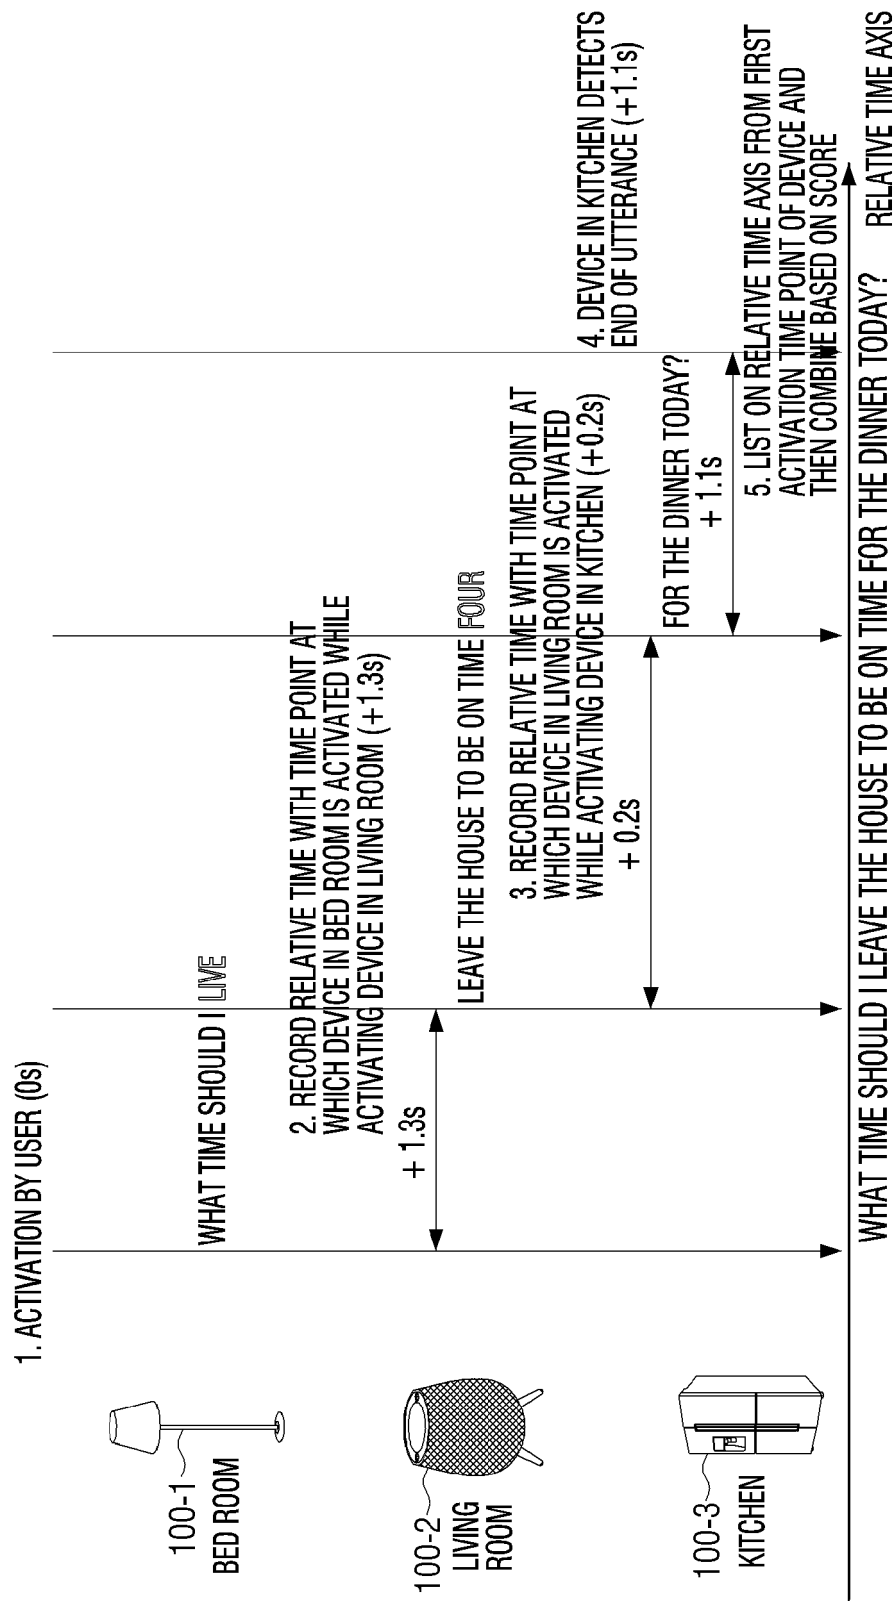 1. ACTIVATION BY USER (0s)
100-1
BED ROOM
WHAT TIME SHOULD I LIVE
2. RECORD RELATIVE TIME WITH TIME POINT AT
WHICH DEVICE IN BED ROOM IS ACTIVATED WHILE
ACTIVATING DEVICE IN LIVING ROOM (+1.3s)
+ 1.3s
100-2
LIVING
ROOM
LEAVE THE HOUSE TO BE ON TIME FOUR
3. RECORD RELATIVE TIME WITH TIME POINT AT
WHICH DEVICE IN LIVING ROOM IS ACTIVATED
WHILE ACTIVATING DEVICE IN KITCHEN (+0.2s)
+ 0.2s
4. DEVICE IN KITCHEN DETECTS
END OF UTTERANCE (+1.1s)
100-3
KITCHEN
FOR THE DINNER TODAY?
+ 1.1s
5. LIST ON RELATIVE TIME AXIS FROM FIRST
ACTIVATION TIME POINT OF DEVICE AND
THEN COMBINE BASED ON SCORE
WHAT TIME SHOULD I LEAVE THE HOUSE TO BE ON TIME FOR THE DINNER TODAY?
RELATIVE TIME AXIS